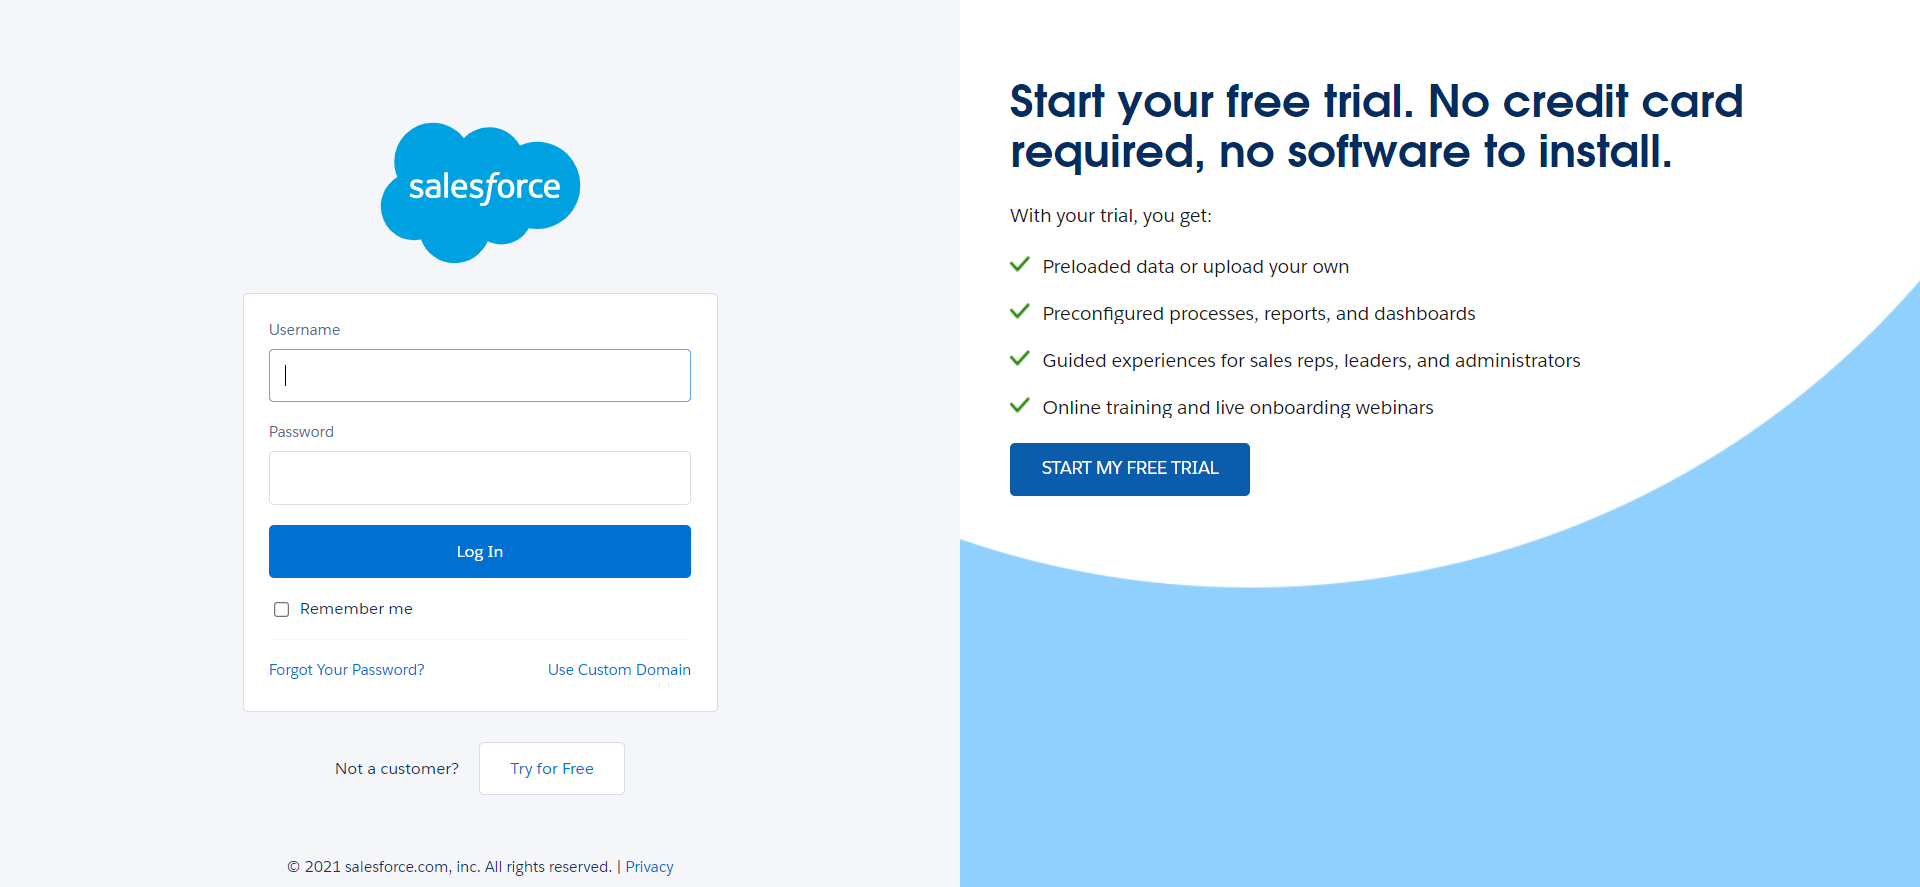 salesforce
Username
Password
Log In
Remember me
Forgot Your Password?
Use Custom Domain
Not a customer?
Try for Free
© 2021 salesforce.com, inc. All rights reserved. | Privacy
Start your free trial. No credit card
required, no software to install.
With your trial, you get:
Preloaded data or upload your own
Preconfigured processes, reports, and dashboards
Guided experiences for sales reps, leaders, and administrators
Online training and live onboarding webinars
START MY FREE TRIAL